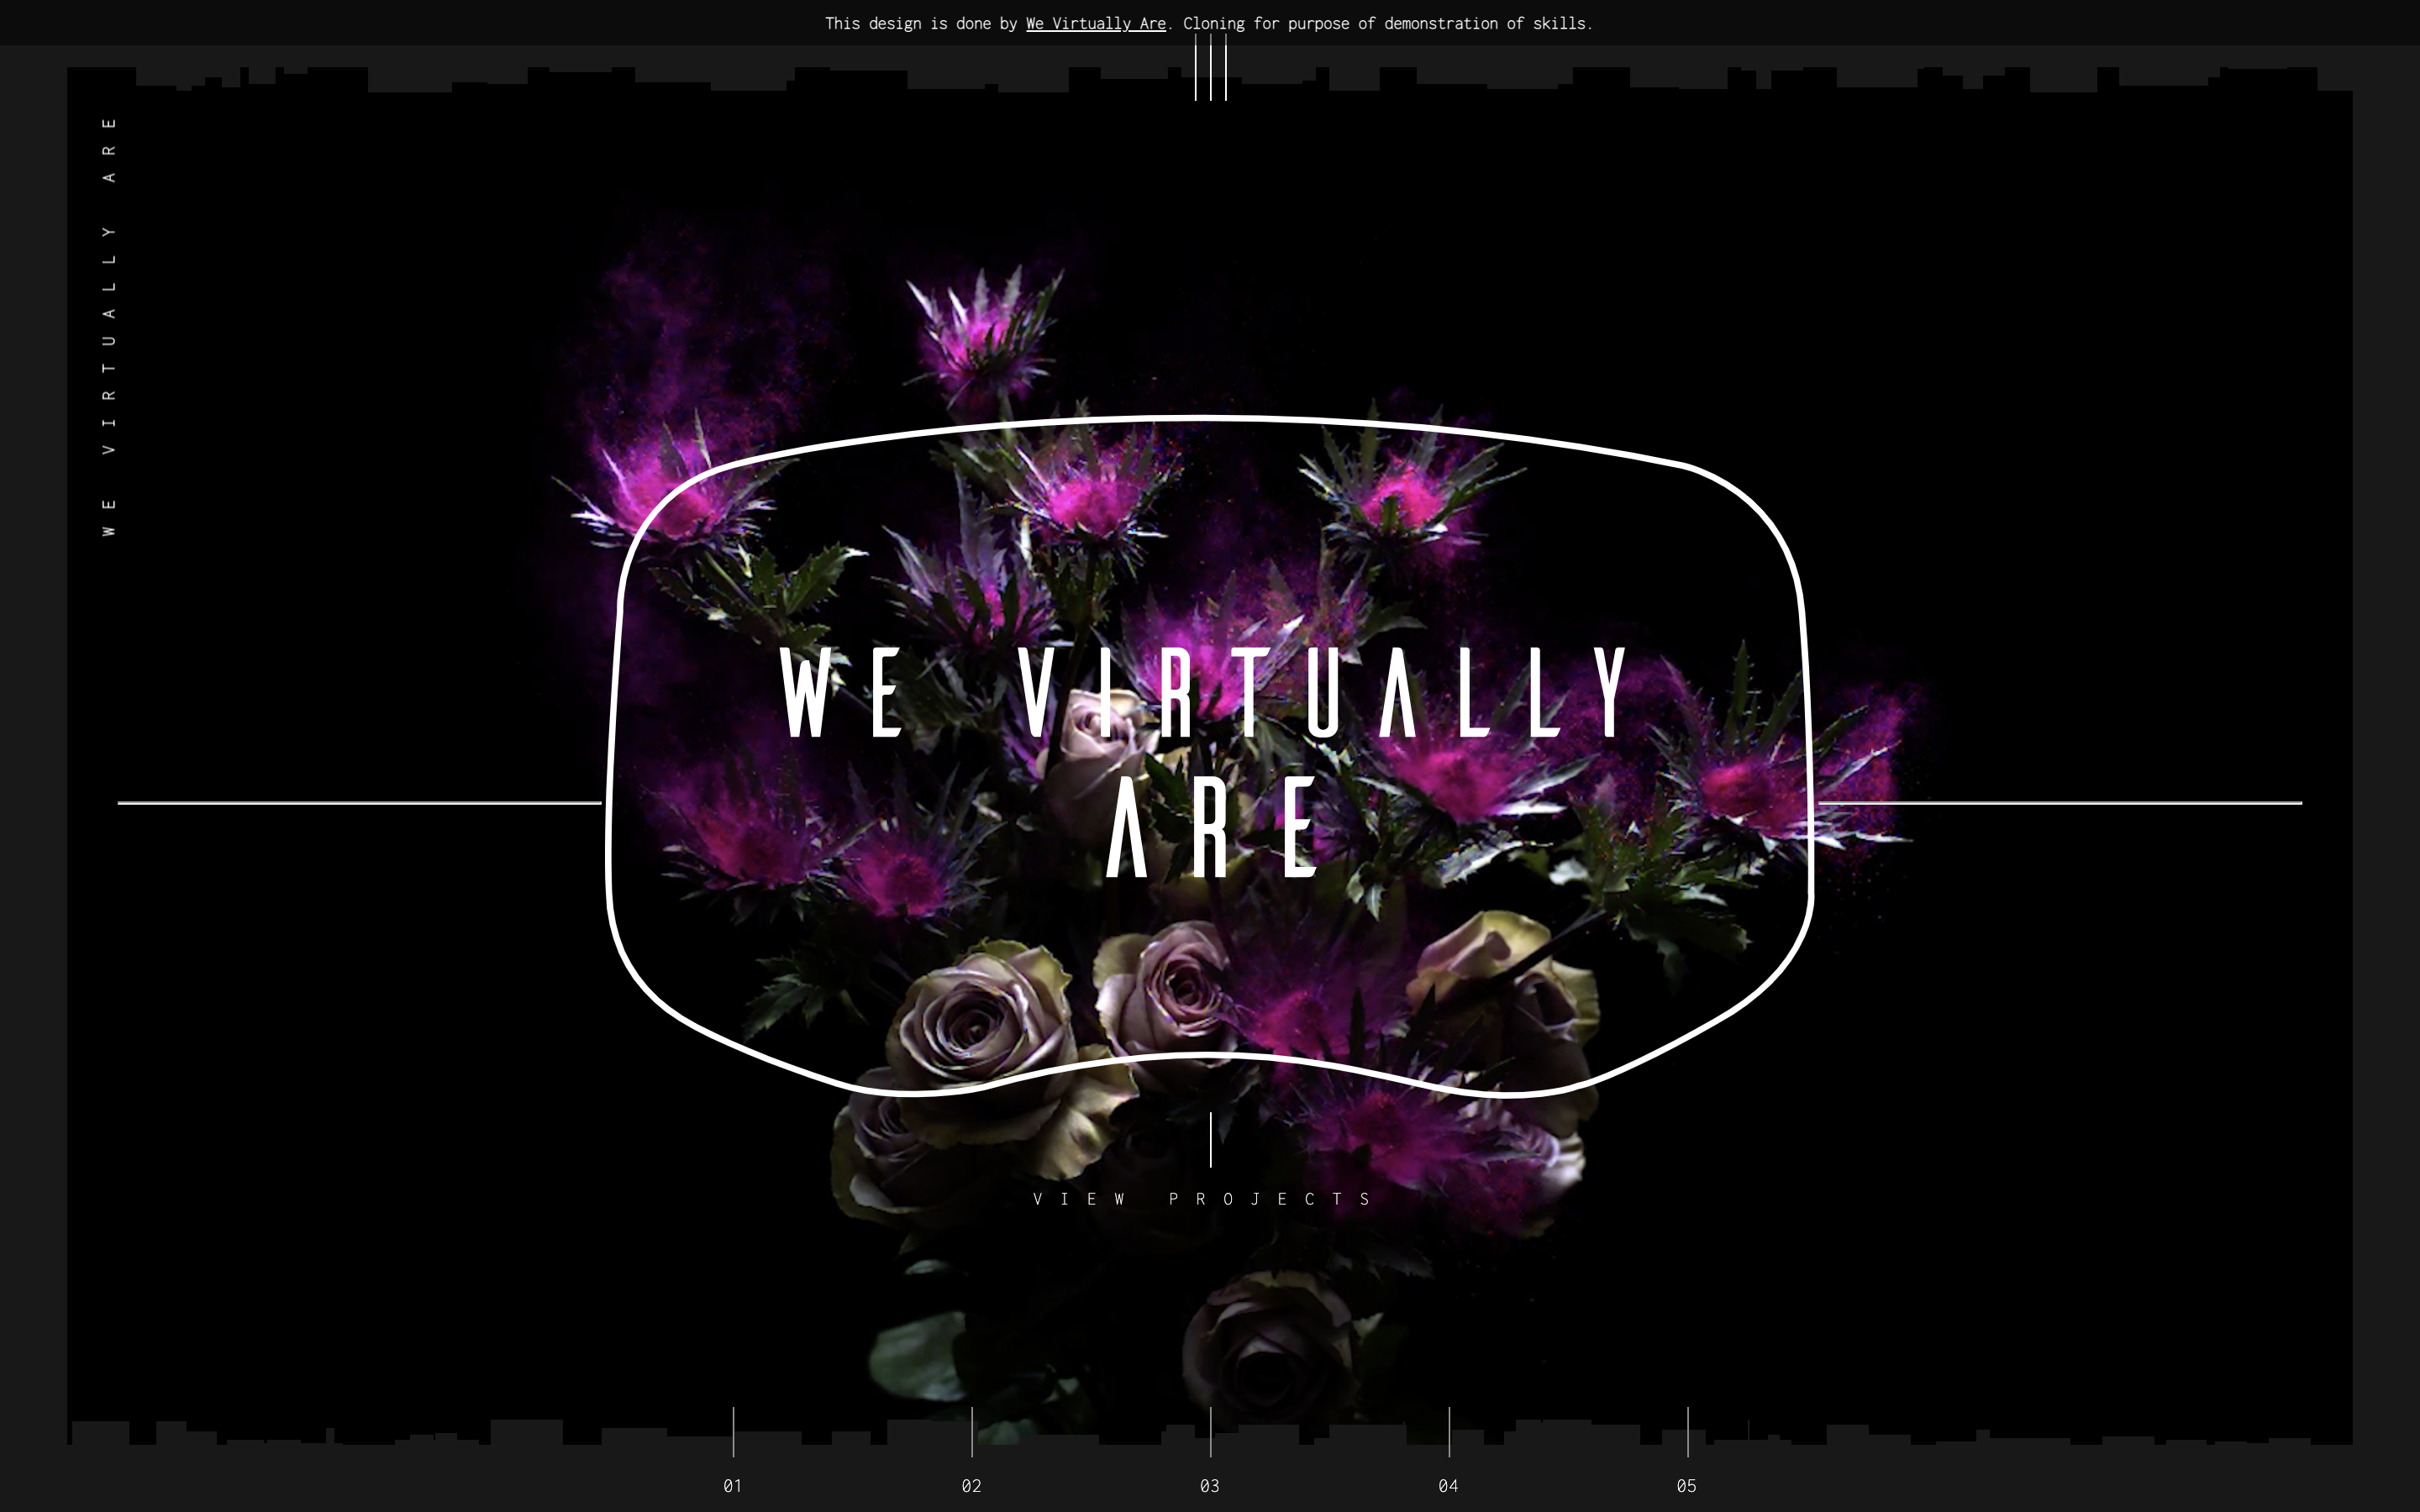 This design is done by We Virtually Are. Cloning for purpose of demonstration of skills.
WE VIRTUALLY ARE
WE VIRTUALLY
ARE
VIEW PROJECTS
01 02 03 04 05